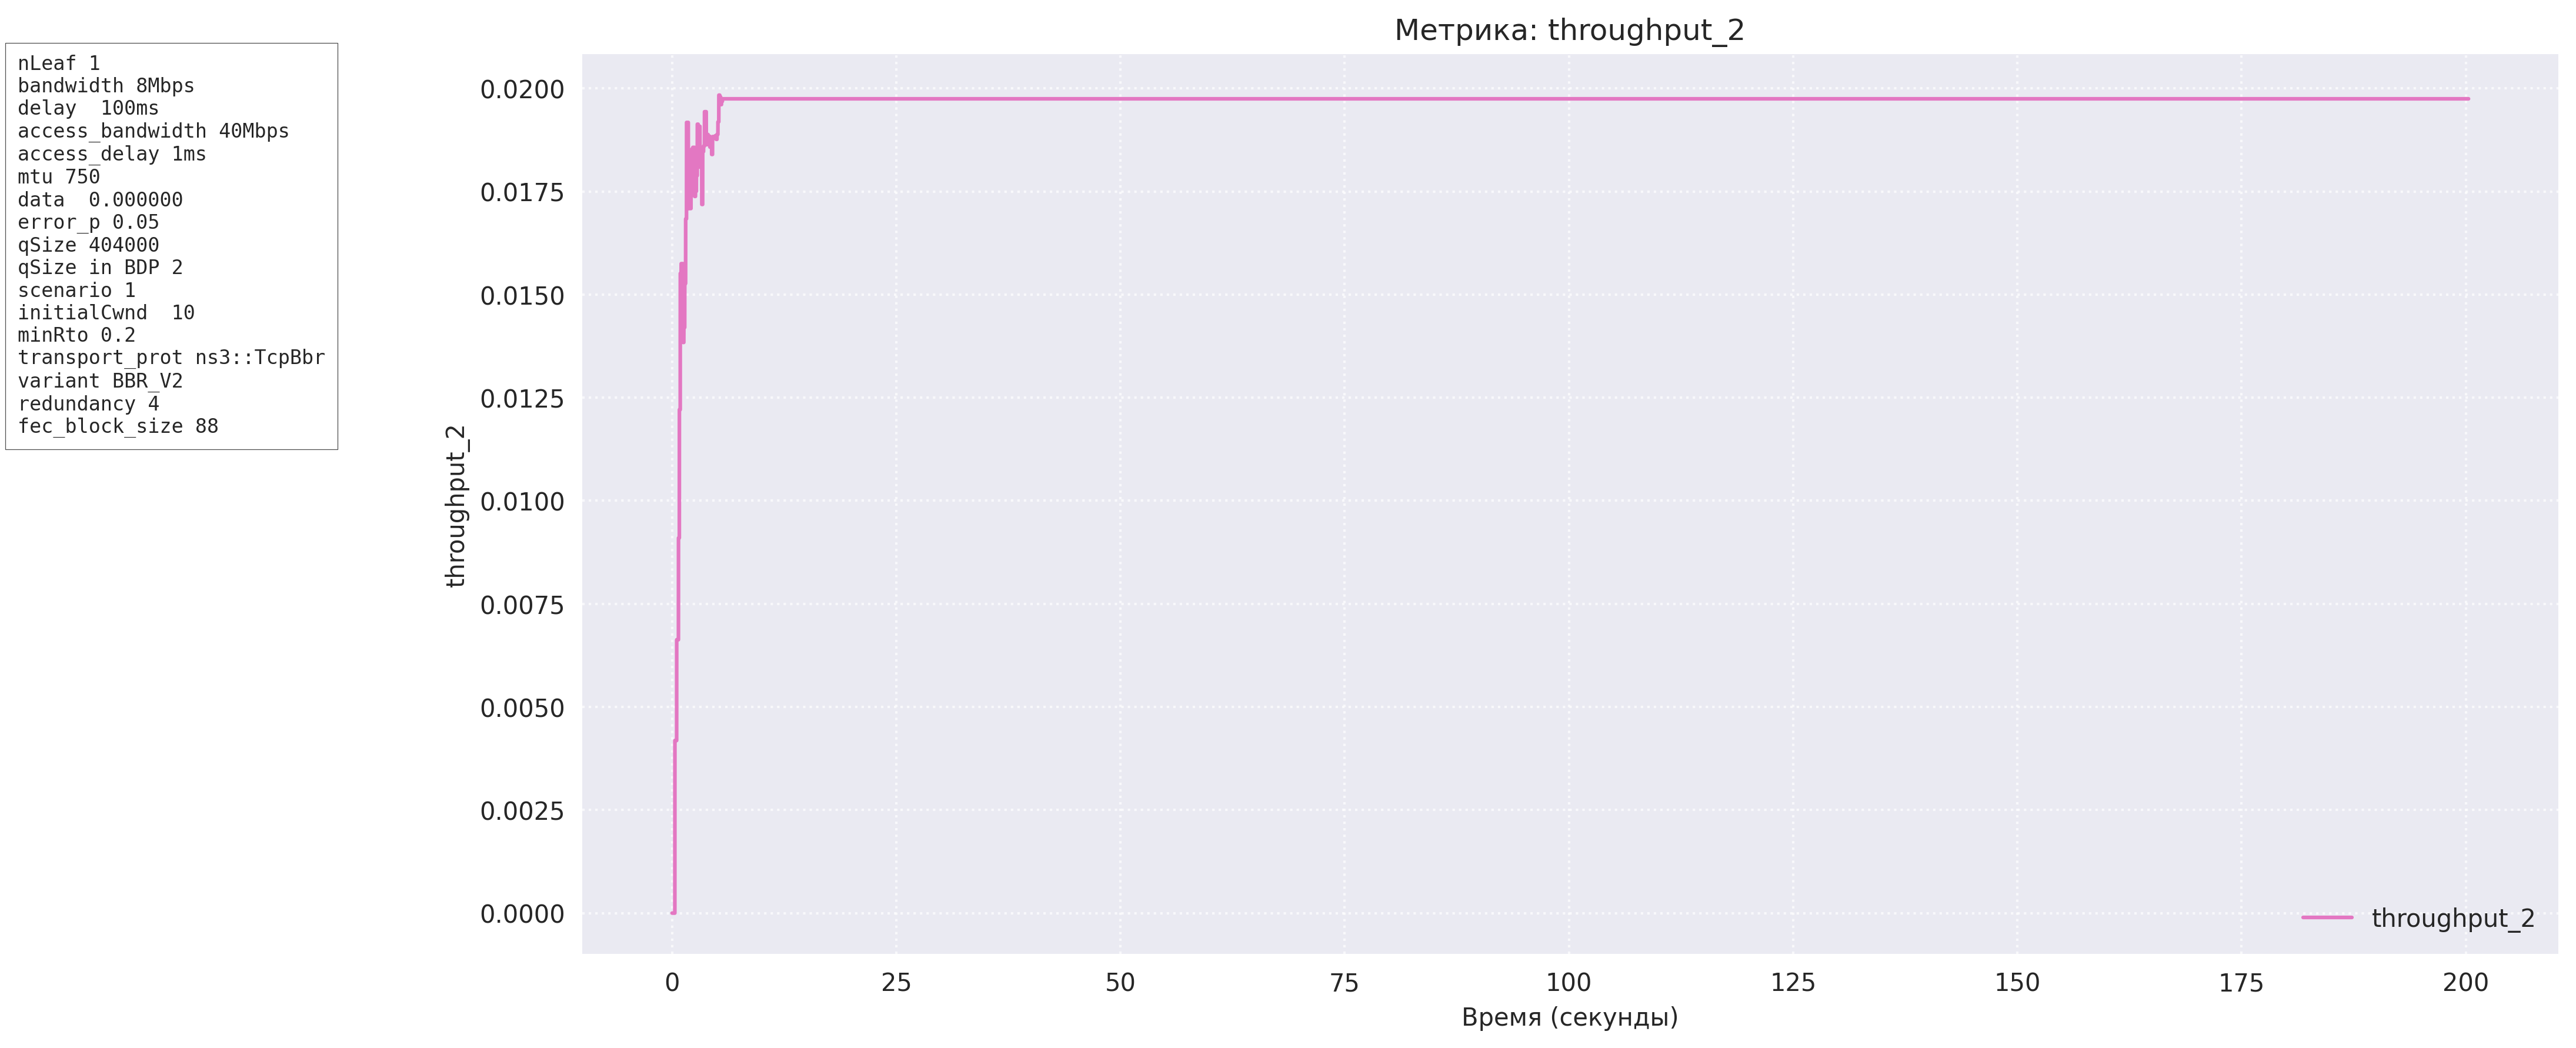 Метрика: throughput_2
nLeaf 1
bandwidth 8Mbps
delay  100ms
access_bandwidth 40Mbps
access_delay 1ms
mtu 750
data  0.000000
error_p 0.05
qSize 404000
qSize in BDP 2
scenario 1
initialCwnd  10
minRto 0.2
transport_prot ns3::TcpBbr
variant BBR_V2
redundancy 4
fec_block_size 88
throughput_2
0.0200
0.0175
0.0150
0.0125
0.0100
0.0075
0.0050
0.0025
0.0000
throughput_2
0 25 50 75 100 125 150 175 200
Время (секунды)